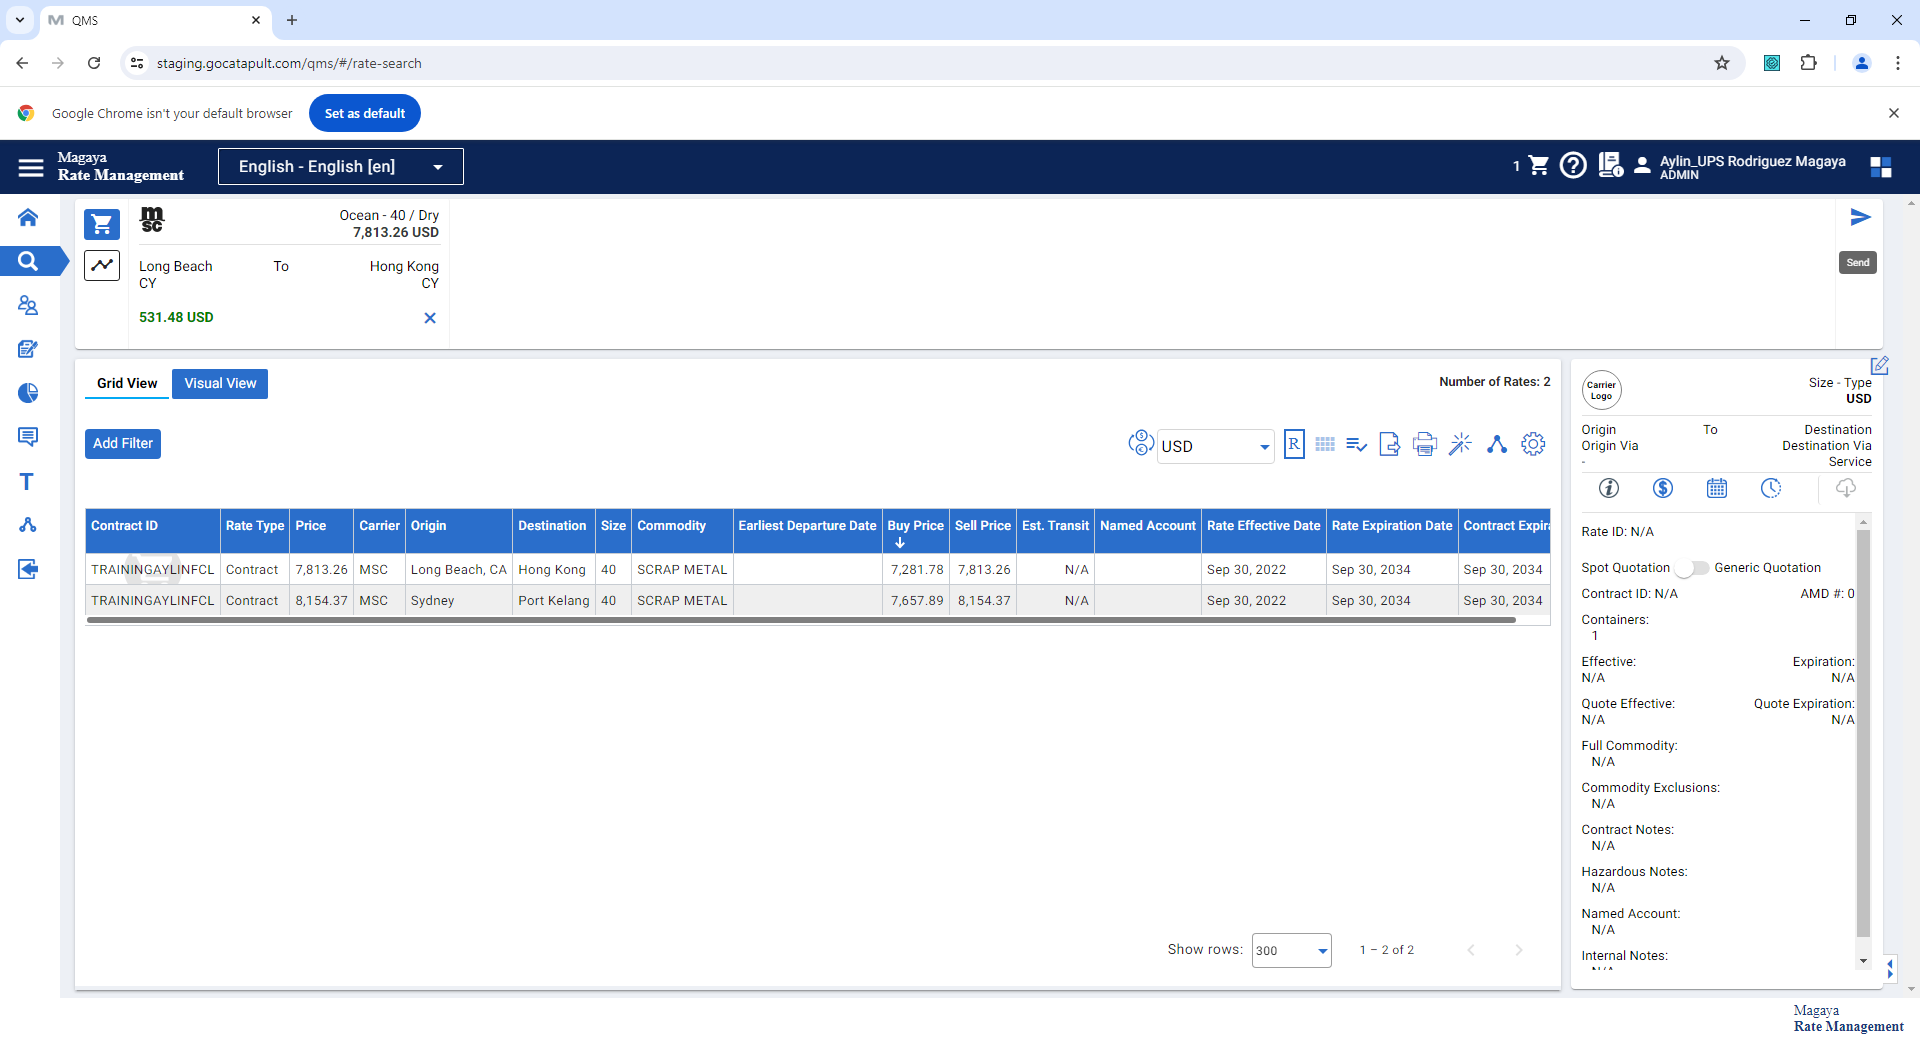 QMS
staging.gocatapult.com/qms/#/rate-search
Google Chrome isn't your default browser
Set as default
Magaya
Rate Management
English - English [en]
1
Aylin_UPS Rodriguez Magaya
ADMIN
msc
Ocean - 40 / Dry
7,813.26 USD
Long Beach To Hong Kong
CY CY
531.48 USD
Send
Grid View Visual View
Number of Rates: 2
Add Filter
USD
R
Contract ID Rate Type Price Carrier Origin Destination Size Commodity Earliest Departure Date Buy Price Sell Price Est. Transit Named Account Rate Effective Date Rate Expiration Date Contract Expira
TRAININGAYLINFCL Contract 7,813.26 MSC Long Beach, CA Hong Kong 40 SCRAP METAL 7,281.78 7,813.26 N/A Sep 30, 2022 Sep 30, 2034 Sep 30, 2034
TRAININGAYLINFCL Contract 8,154.37 MSC Sydney Port Kelang 40 SCRAP METAL 7,657.89 8,154.37 N/A Sep 30, 2022 Sep 30, 2034 Sep 30, 2034
Show rows: 300 1 – 2 of 2
Carrier
Logo
Size - Type
USD
Origin To Destination
Origin Via Destination Via
- Service
Rate ID: N/A
Spot Quotation Generic Quotation
Contract ID: N/A AMD #: 0
Containers:
1
Effective: Expiration:
N/A N/A
Quote Effective: Quote Expiration:
N/A N/A
Full Commodity:
N/A
Commodity Exclusions:
N/A
Contract Notes:
N/A
Hazardous Notes:
N/A
Named Account:
N/A
Internal Notes:
N/A
Magaya
Rate Management